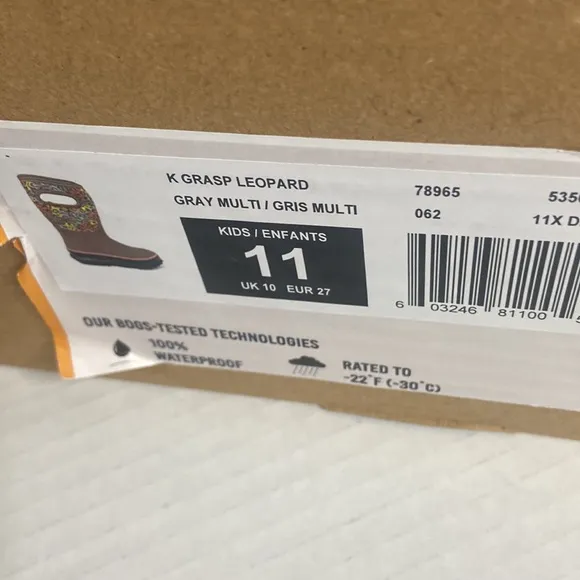 K GRASP LEOPARD
GRAY MULTI / GRIS MULTI
KIDS / ENFANTS
11
UK 10 EUR 27
78965
062
11X
6 03246 81100
OUR BOGS-TESTED TECHNOLOGIES
100%
WATERPROOF
RATED TO
-22°F (-30°C)